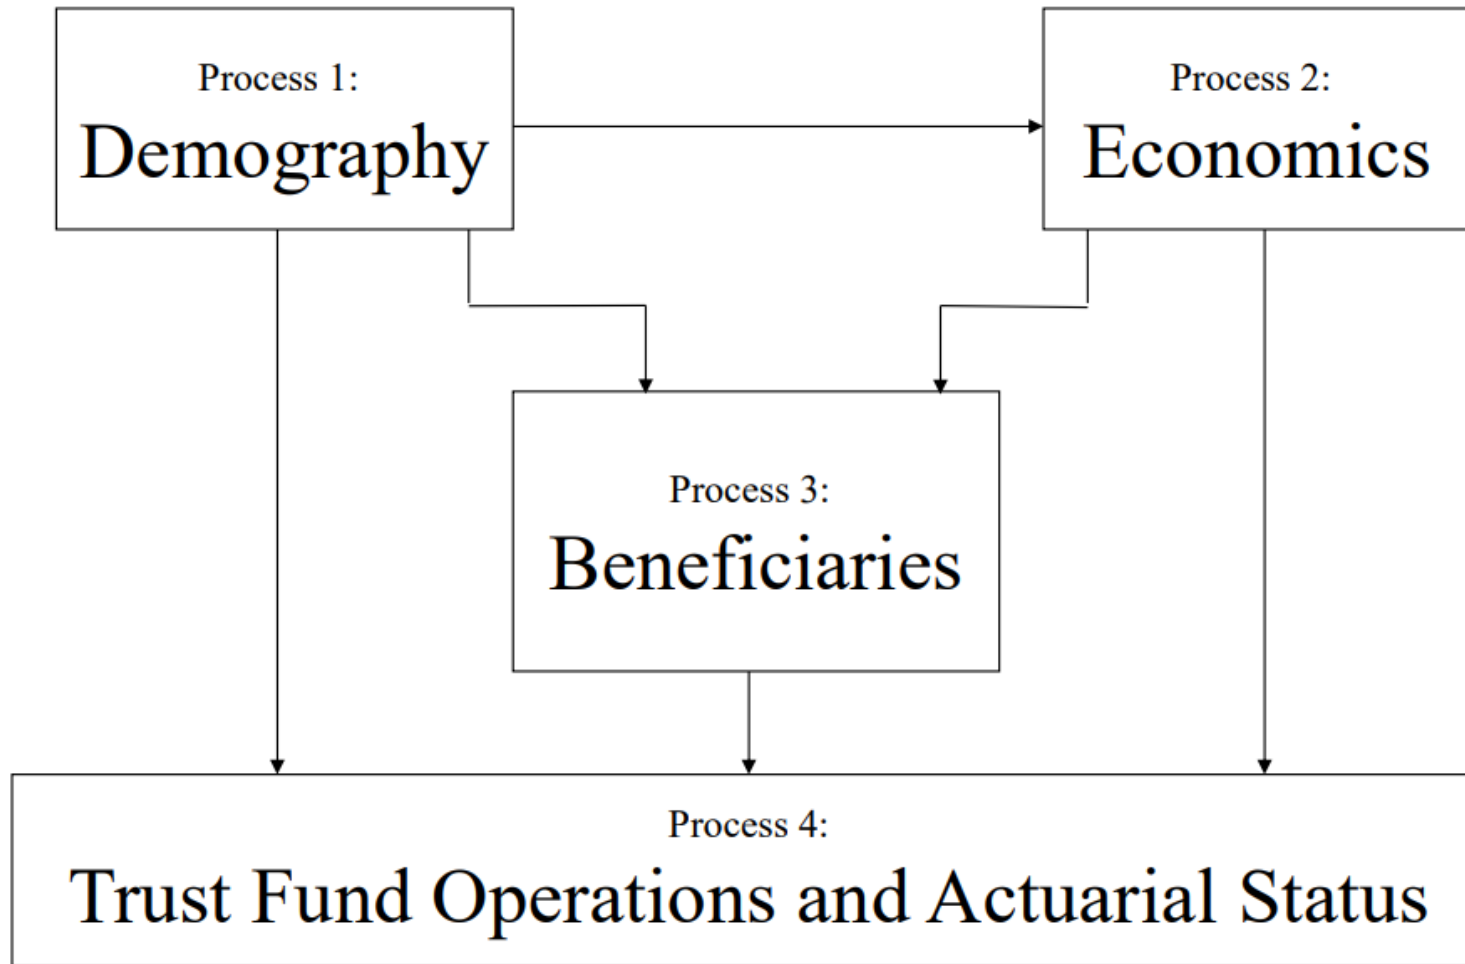 Process 1:
Demography
Process 2:
Economics
Process 3:
Beneficiaries
Process 4:
Trust Fund Operations and Actuarial Status